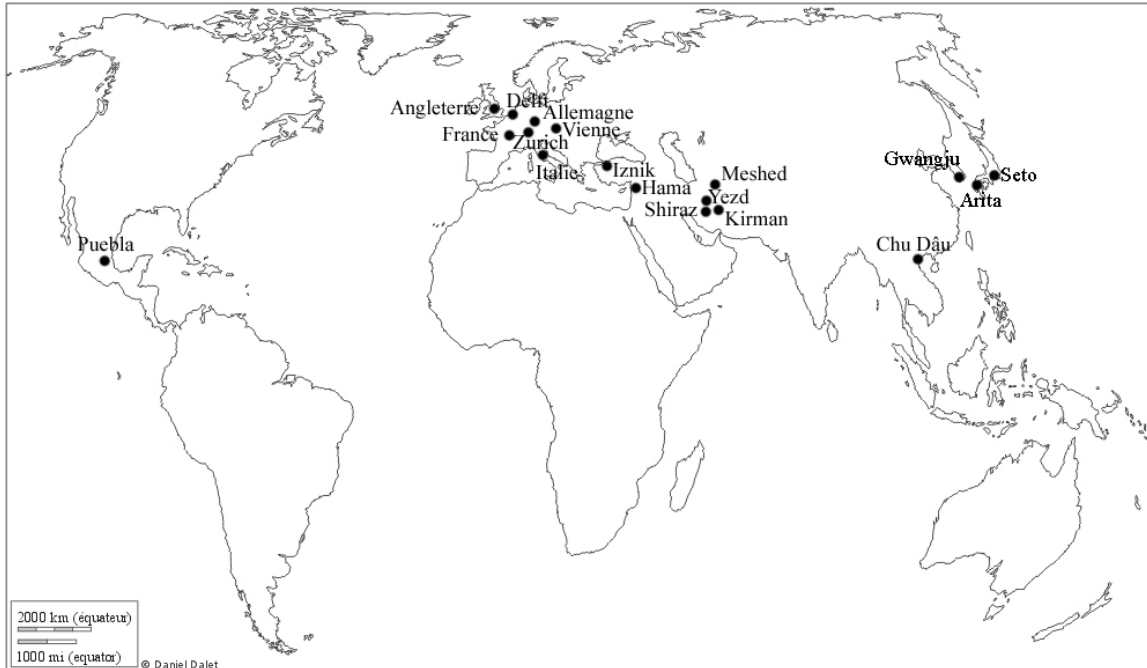 Angleterre
Delft
Allemagne
France
Zurich
Vienne
Italie
Iznik
Hama
Meshed
Yezd
Shiraz
Kirman
Gwangju
Seto
Arita
Chu Dâu
Puebla
2000 km (équateur)
1000 mi (equator)
© Daniel Dalet